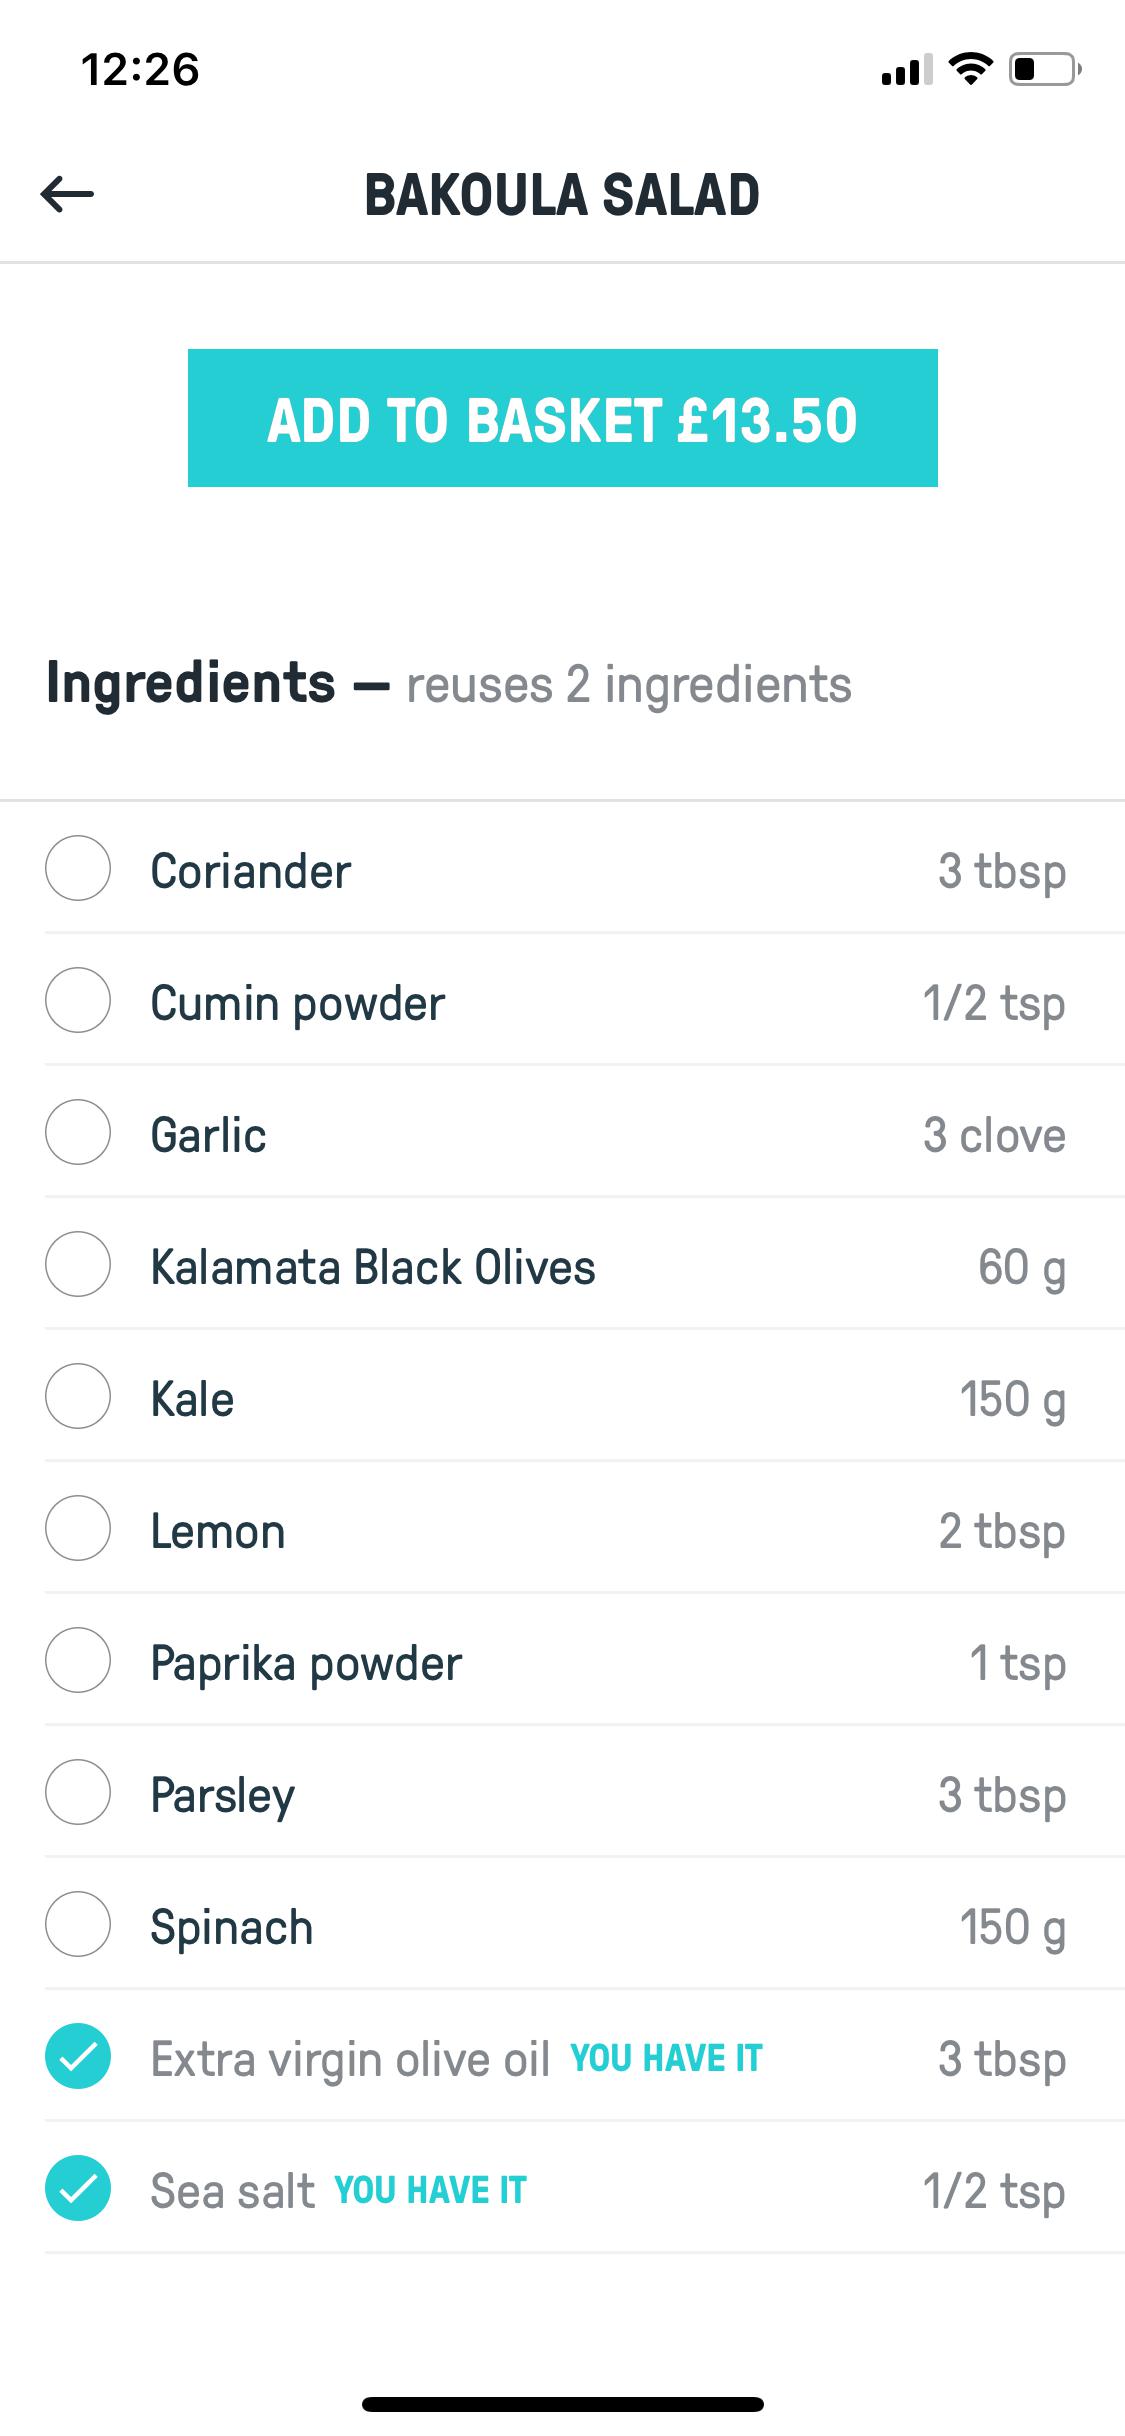 12:26
BAKOULA SALAD
ADD TO BASKET £13.50
Ingredients — reuses 2 ingredients
Coriander 3 tbsp
Cumin powder 1/2 tsp
Garlic 3 clove
Kalamata Black Olives 60 g
Kale 150 g
Lemon 2 tbsp
Paprika powder 1 tsp
Parsley 3 tbsp
Spinach 150 g
Extra virgin olive oil YOU HAVE IT 3 tbsp
Sea salt YOU HAVE IT 1/2 tsp